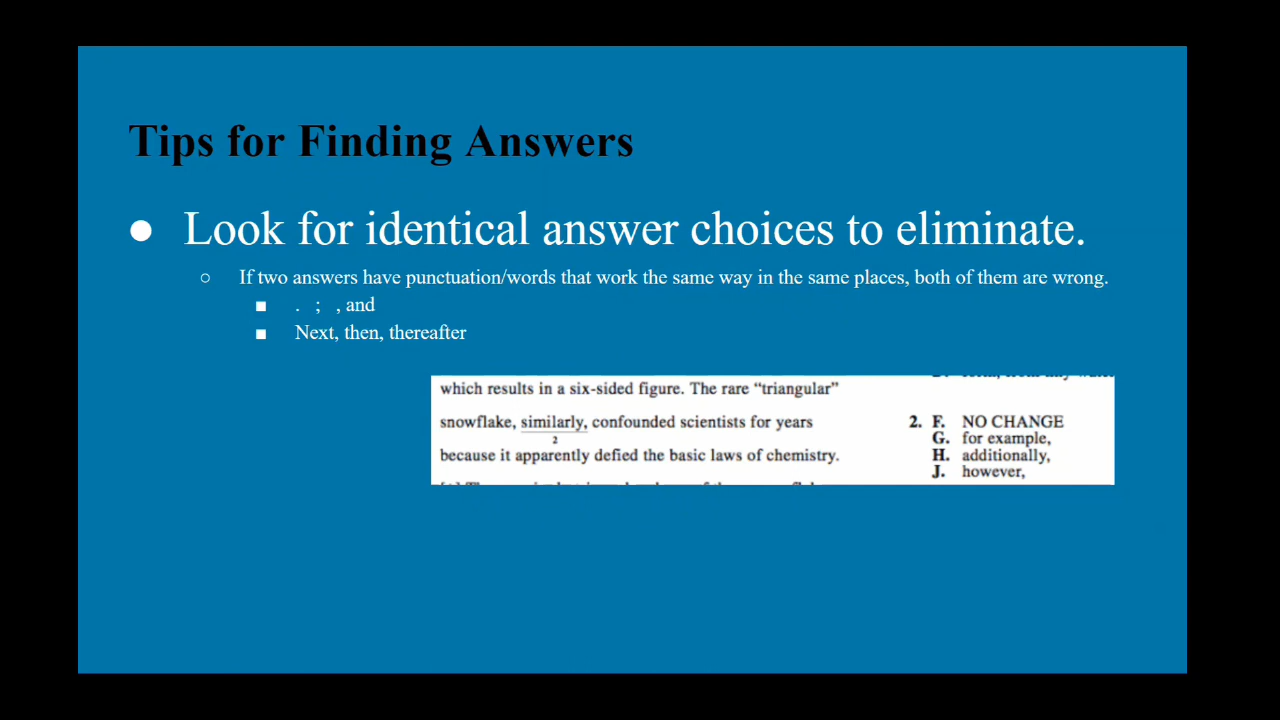 Tips for Finding Answers
● Look for identical answer choices to eliminate.
○ If two answers have punctuation/words that work the same way in the same places, both of them are wrong.
■ . ; , and
■ Next, then, thereafter
which results in a six-sided figure. The rare “triangular”
snowflake, similarly, confounded scientists for years
2
because it apparently defied the basic laws of chemistry.
2. F. NO CHANGE
G. for example,
H. additionally,
J. however,